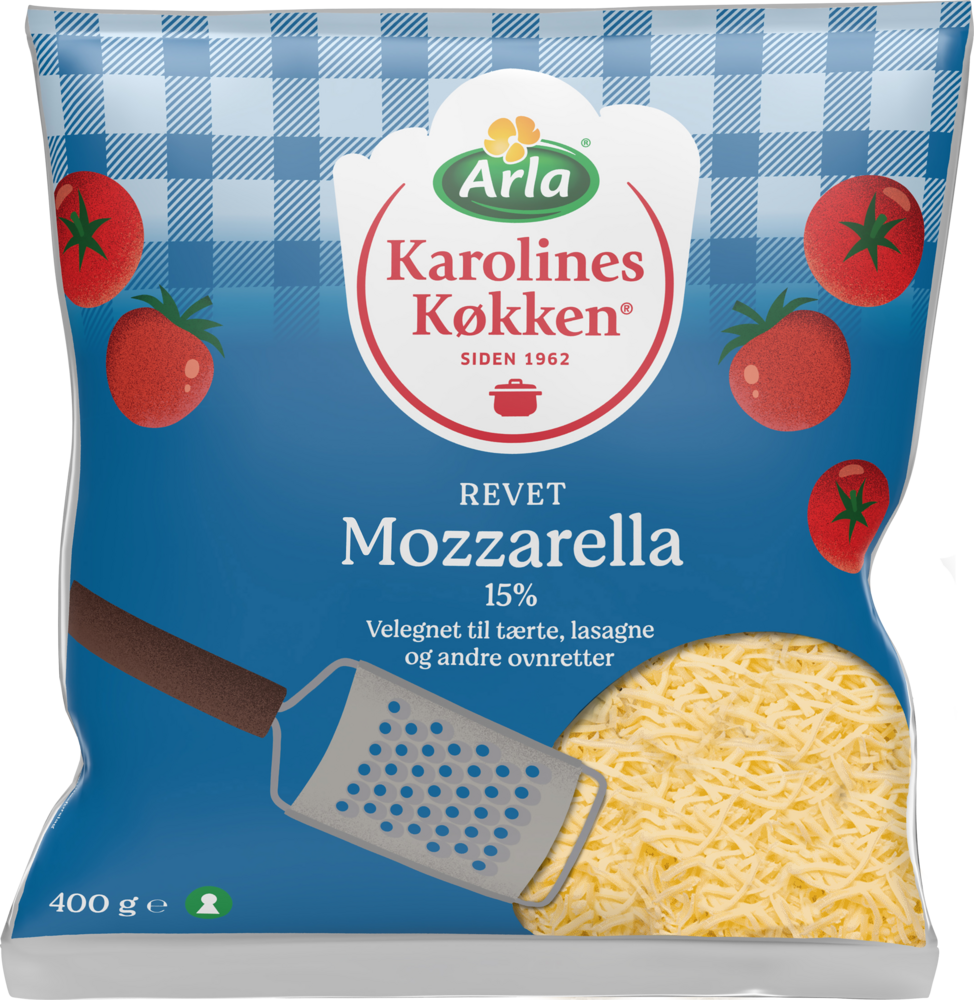 Arla®
Karolines
Køkken®
SIDEN 1962
REVET
Mozzarella
15%
Velegnet til tærte, lasagne
og andre ovnretter
400 g ℮